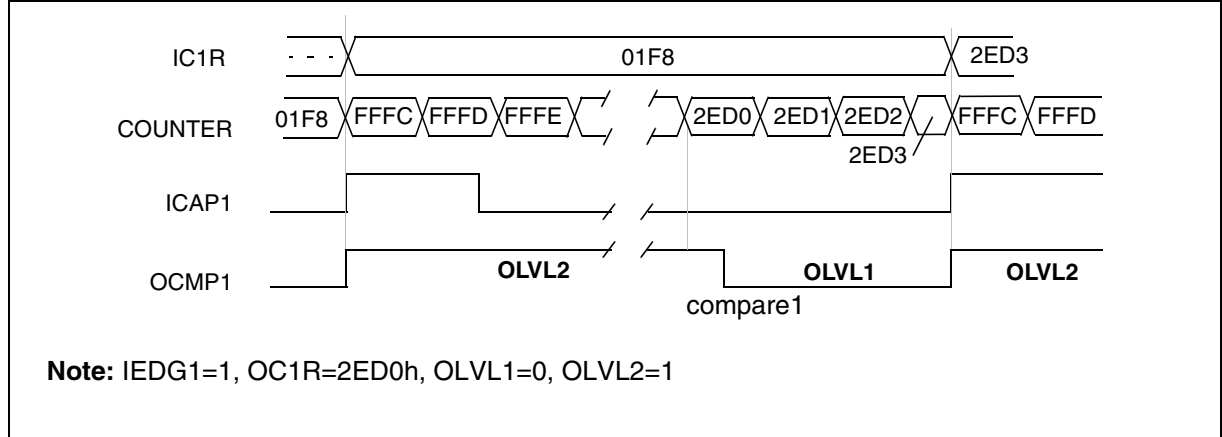 IC1R - - - 01F8 2ED3
COUNTER 01F8 FFFC FFFD FFFE 2ED0 2ED1 2ED2 FFFC FFFD
2ED3
ICAP1
OCMP1 OLVL2 OLVL1 OLVL2
compare1
Note: IEDG1=1, OC1R=2ED0h, OLVL1=0, OLVL2=1